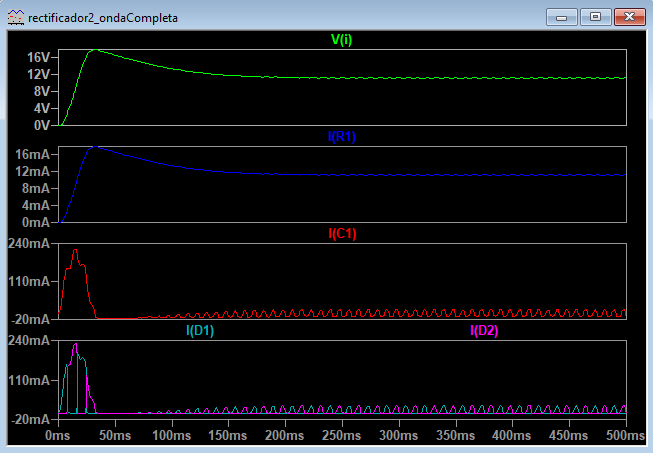 rectificador2_ondaCompleta
V(i)
16V
12V
8V
4V
0V
I(R1)
16mA
12mA
8mA
4mA
0mA
I(C1)
240mA
110mA
-20mA
I(D1) I(D2)
240mA
110mA
-20mA
0ms 50ms 100ms 150ms 200ms 250ms 300ms 350ms 400ms 450ms 500ms